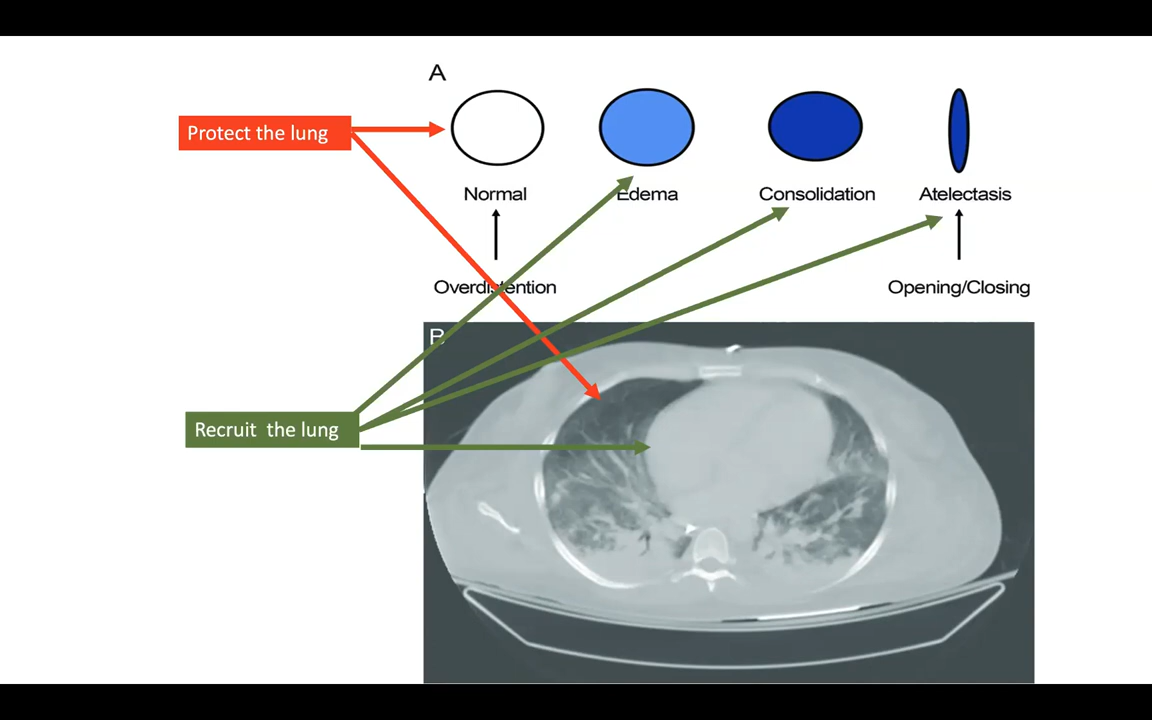 A
Protect the lung
Normal
Edema
Consolidation
Atelectasis
Overdistention
Opening/Closing
B
Recruit  the lung